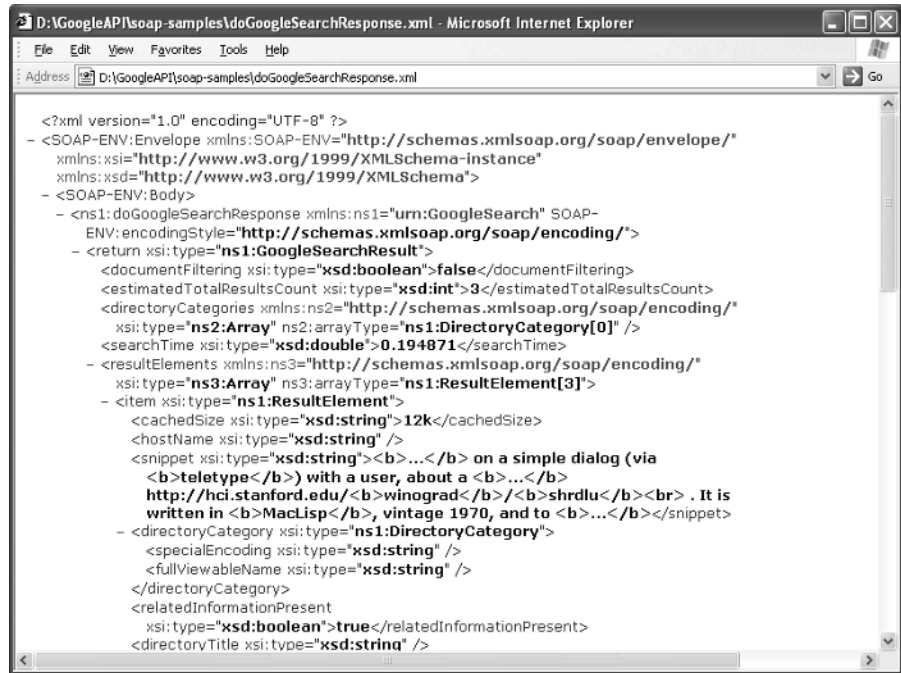 D:\GoogleAPI\soap-samples\doGoogleSearchResponse.xml - Microsoft Internet Explorer
File Edit View Favorites Tools Help
Address D:\GoogleAPI\soap-samples\doGoogleSearchResponse.xml Go
<?xml version="1.0" encoding="UTF-8" ?>
- <SOAP-ENV:Envelope xmlns:SOAP-ENV="http://schemas.xmlsoap.org/soap/envelope/"
xmlns:xsi="http://www.w3.org/1999/XMLSchema-instance"
xmlns:xsd="http://www.w3.org/1999/XMLSchema">
- <SOAP-ENV:Body>
- <ns1:doGoogleSearchResponse xmlns:ns1="urn:GoogleSearch" SOAP-
ENV:encodingStyle="http://schemas.xmlsoap.org/soap/encoding/">
- <return xsi:type="ns1:GoogleSearchResult">
<documentFiltering xsi:type="xsd:boolean">false</documentFiltering>
<estimatedTotalResultsCount xsi:type="xsd:int">3</estimatedTotalResultsCount>
<directoryCategories xmlns:ns2="http://schemas.xmlsoap.org/soap/encoding/"
xsi:type="ns2:Array" ns2:arrayType="ns1:DirectoryCategory[0]" />
<searchTime xsi:type="xsd:double">0.194871</searchTime>
- <resultElements xmlns:ns3="http://schemas.xmlsoap.org/soap/encoding/"
xsi:type="ns3:Array" ns3:arrayType="ns1:ResultElement[3]">
- <item xsi:type="ns1:ResultElement">
<cachedSize xsi:type="xsd:string">12k</cachedSize>
<hostName xsi:type="xsd:string" />
<snippet xsi:type="xsd:string"><b>...</b> on a simple dialog (via
<b>teletype</b>) with a user, about a <b>...</b>
http://hci.stanford.edu/<b>winograd</b>/<b>shrdlu</b><br> . It is
written in <b>MacLisp</b>, vintage 1970, and to <b>...</b></snippet>
- <directoryCategory xsi:type="ns1:DirectoryCategory">
<specialEncoding xsi:type="xsd:string" />
<fullViewableName xsi:type="xsd:string" />
</directoryCategory>
<relatedInformationPresent
xsi:type="xsd:boolean">true</relatedInformationPresent>
<directoryTitle xsi:type="xsd:string" />